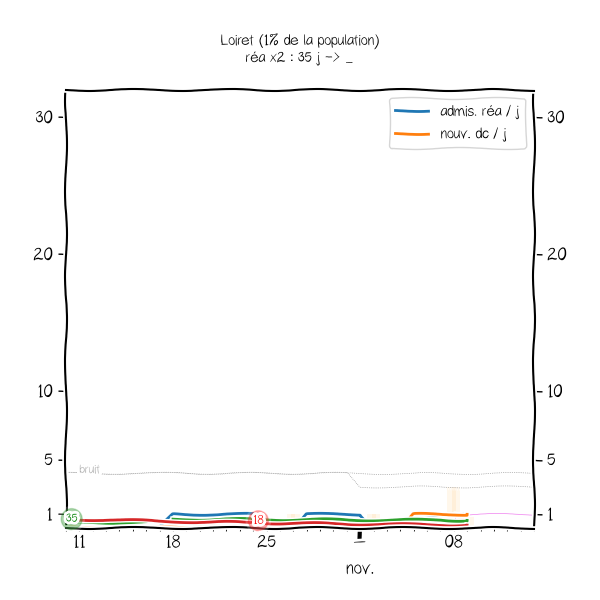 Loiret (1% de la population)
réa x2 : 35 j -> _
admis. réa / j
nouv. dc / j
30
30
20
20
10
10
5
5
bruit
1
1
35
18
11
18
25
1
08
nov.